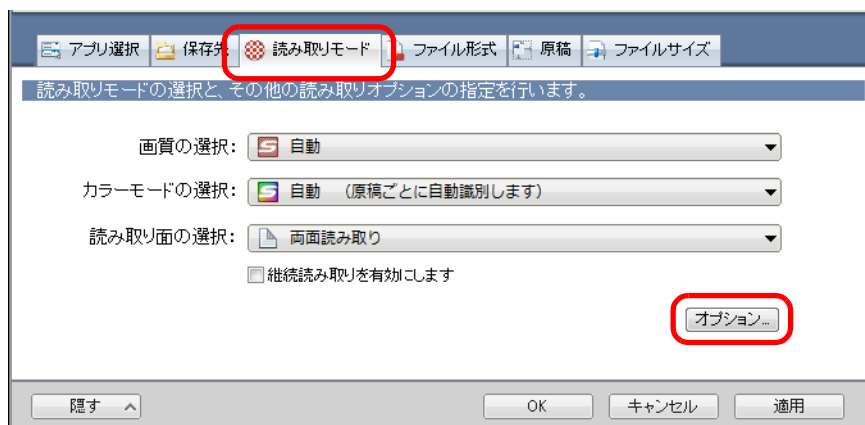 アプリ選択 保存先 読み取りモード ファイル形式 原稿 ファイルサイズ
読み取りモードの選択と、その他の読み取りオプションの指定を行います。
画質の選択: 自動
カラーモードの選択: 自動 (原稿ごとに自動識別します)
読み取り面の選択: 両面読み取り
継続読み取りを有効にします
オプション...
隠す OK キャンセル 適用